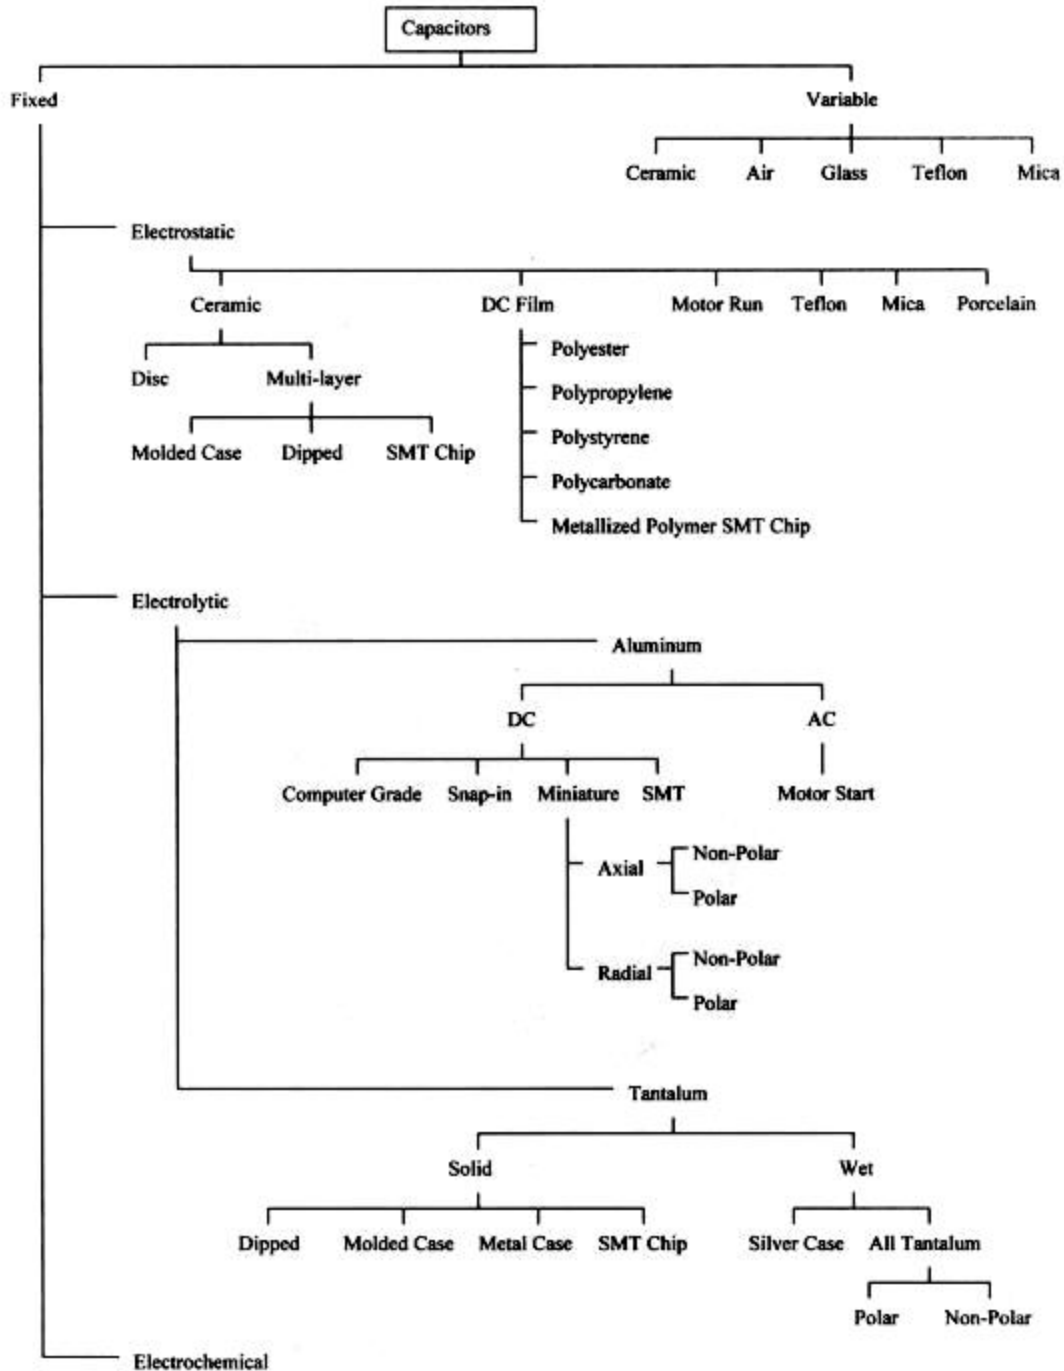 Capacitors
Fixed Variable
Ceramic Air Glass Teflon Mica
Electrostatic
Ceramic DC Film Motor Run Teflon Mica Porcelain
Polyester
Disc Multi-layer
Polypropylene
Polystyrene
Molded Case Dipped SMT Chip
Polycarbonate
Metallized Polymer SMT Chip
Electrolytic
Aluminum
DC AC
Computer Grade Snap-in Miniature SMT Motor Start
Non-Polar
Axial
Polar
Non-Polar
Radial
Polar
Tantalum
Solid Wet
Dipped Molded Case Metal Case SMT Chip Silver Case All Tantalum
Polar Non-Polar
Electrochemical